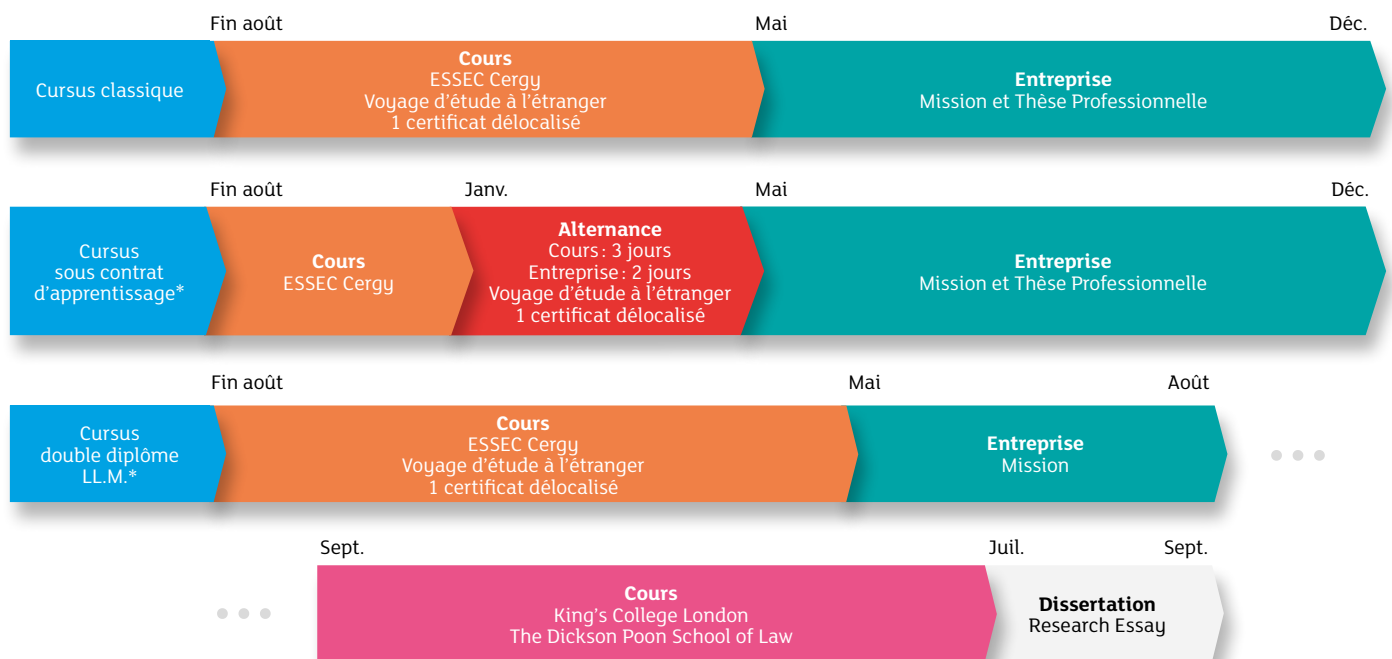 Fin août
Mai
Déc.
Cursus classique
Cours
ESSEC Cergy
Voyage d'étude à l'étranger
1 certificat délocalisé
Entreprise
Mission et Thèse Professionnelle
Fin août
Janv.
Mai
Déc.
Cursus
sous contrat
d'apprentissage*
Cours
ESSEC Cergy
Alternance
Cours : 3 jours
Entreprise : 2 jours
Voyage d'étude à l'étranger
1 certificat délocalisé
Entreprise
Mission et Thèse Professionnelle
Fin août
Mai
Août
Cursus
double diplôme
LL.M.*
Cours
ESSEC Cergy
Voyage d'étude à l'étranger
1 certificat délocalisé
Entreprise
Mission
Sept.
Juil.
Sept.
Cours
King's College London
The Dickson Poon School of Law
Dissertation
Research Essay